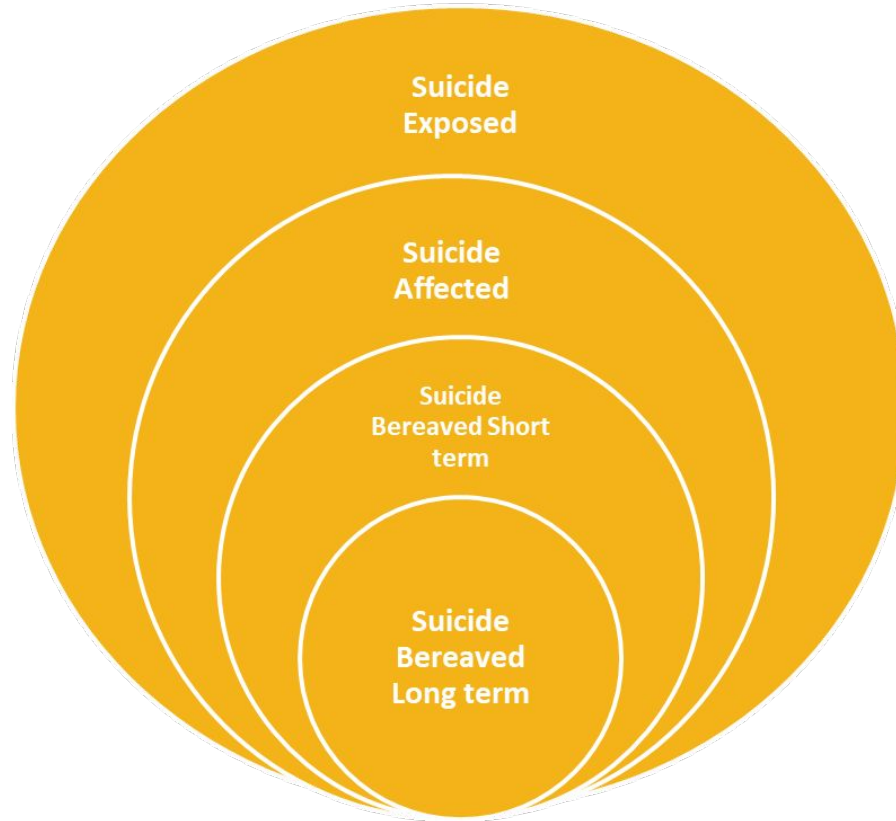 Suicide
Exposed
Suicide
Affected
Suicide
Bereaved Short
term
Suicide
Bereaved
Long term